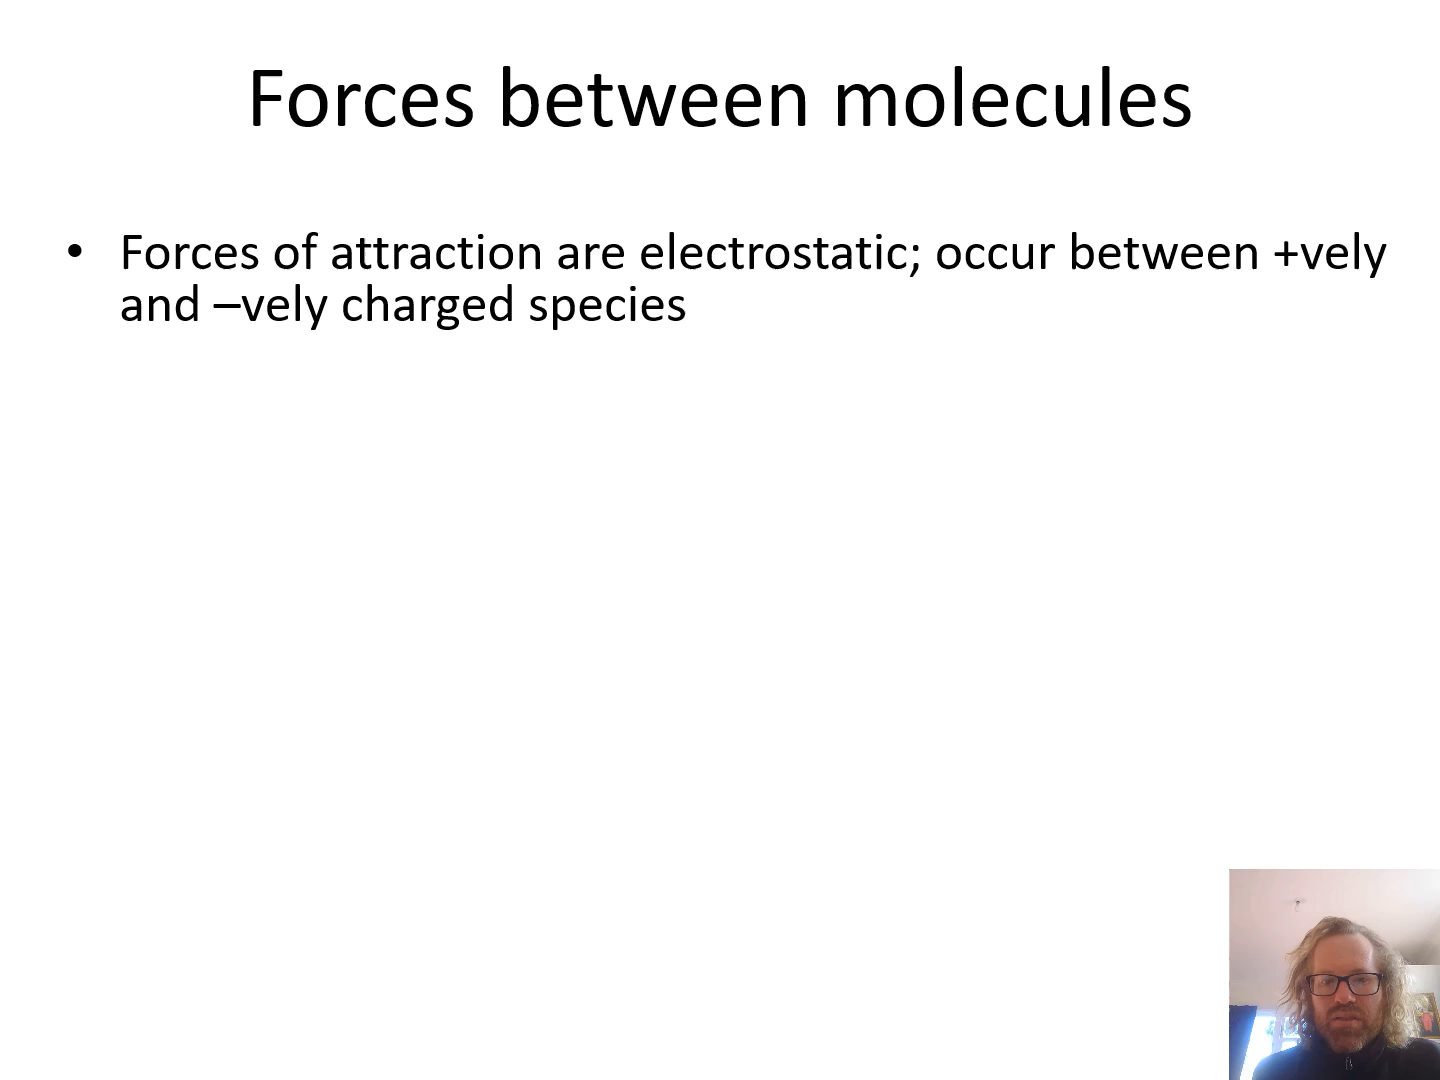 Forces between molecules
• Forces of attraction are electrostatic; occur between +vely
and –vely charged species